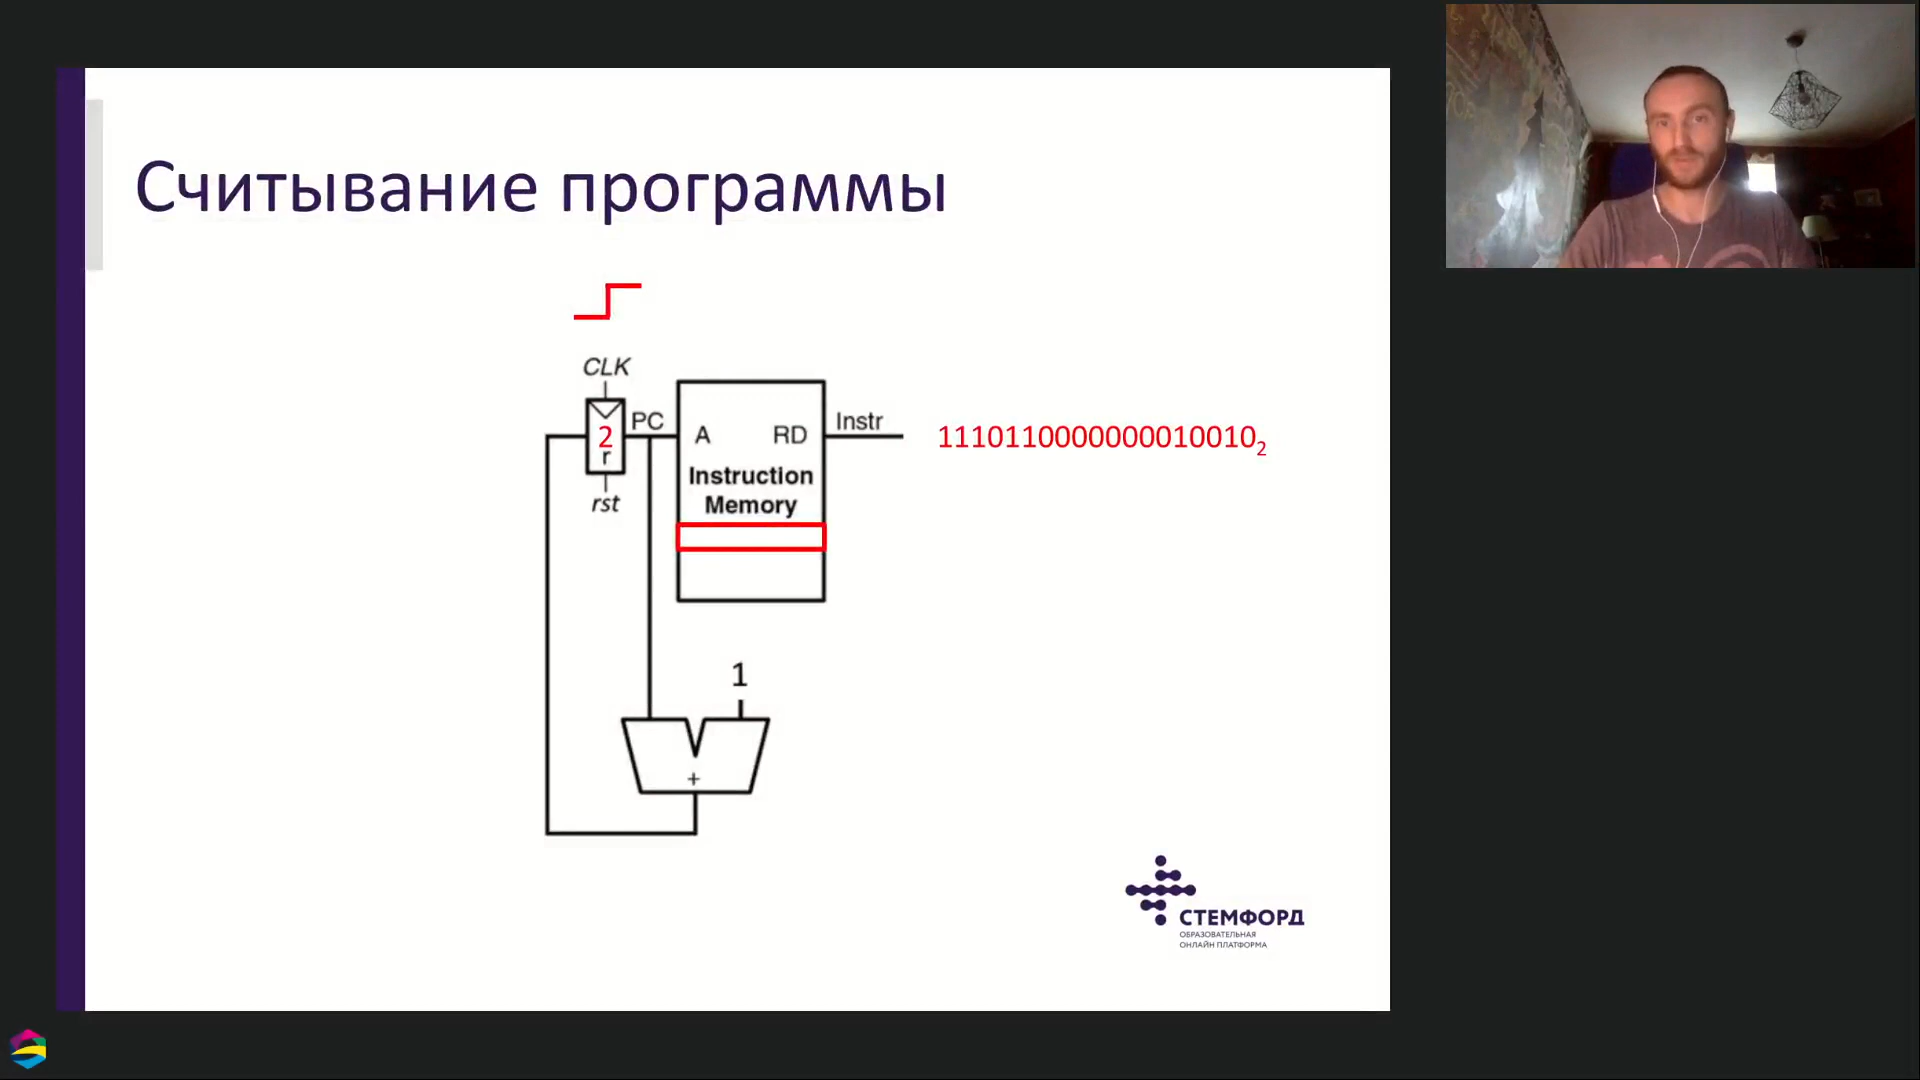 Считывание программы
CLK
PC
2
r
rst
A RD
Instruction
Memory
Instr
1110110000000010010₂
1
+
СТЕМФОРД
ОБРАЗОВАТЕЛЬНАЯ
ОНЛАЙН ПЛАТФОРМА